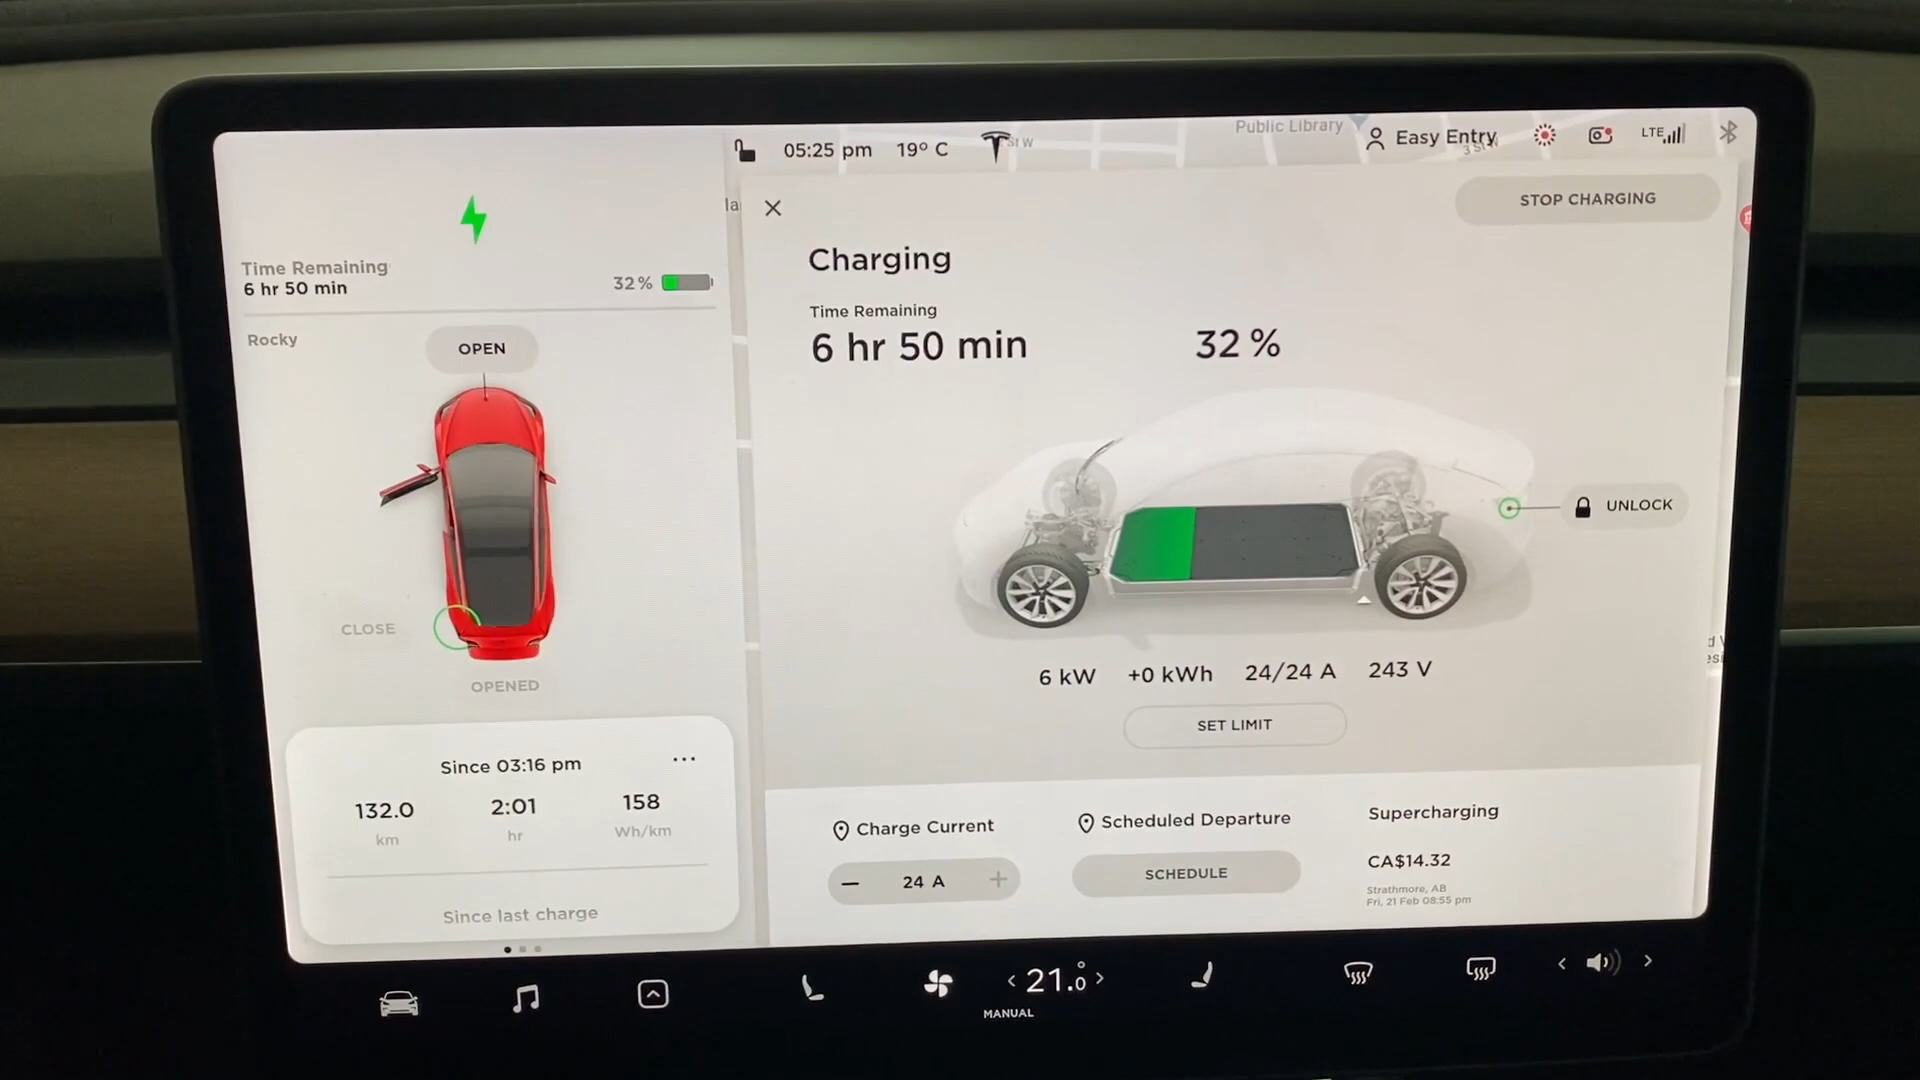 05:25 pm 19° C
St W
Public Library
Easy Entry
3 St W
LTE
Time Remaining
6 hr 50 min
32%
Rocky
OPEN
CLOSE
OPENED
Since 03:16 pm
...
132.0
km
2:01
hr
158
Wh/km
Since last charge
la
STOP CHARGING
Charging
Time Remaining
6 hr 50 min
32 %
UNLOCK
6 kW +0 kWh 24/24 A 243 V
SET LIMIT
Charge Current
− 24 A +
Scheduled Departure
SCHEDULE
Supercharging
CA$14.32
Strathmore, AB
Fri, 21 Feb 08:55 pm
< 21.0° >
MANUAL